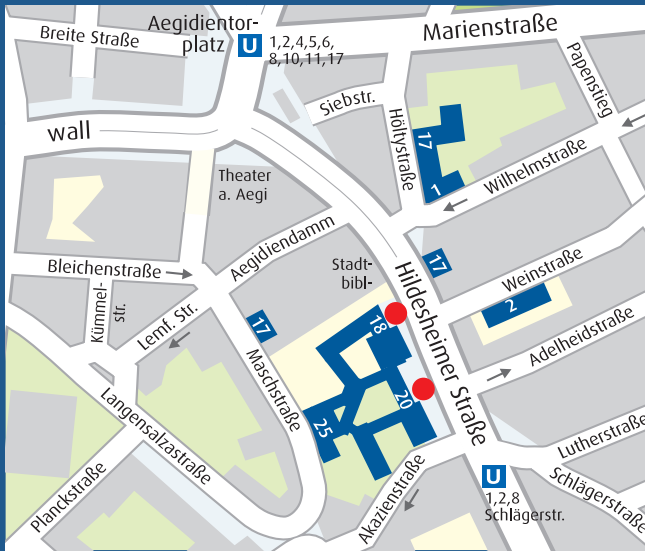 Breite Straße
Aegidientor-
platz
U
1,2,4,5,6,
8,10,11,17
Marienstraße
Papenstieg
Siebstr.
Höltystraße
17
1
Wilhelmstraße
wall
Theater
a. Aegi
Aegidiendamm
Stadt-
bibl-
Hildesheimer Straße
17
Weinstraße
2
Bleichenstraße
Kümmel-
str.
Lemf. Str.
17
Maschstraße
18
20
25
Adelheidstraße
Langensalzastraße
Planckstraße
Akazienstraße
U
1,2,8
Schlägerstr.
Lutherstraße
Schlägerstraße